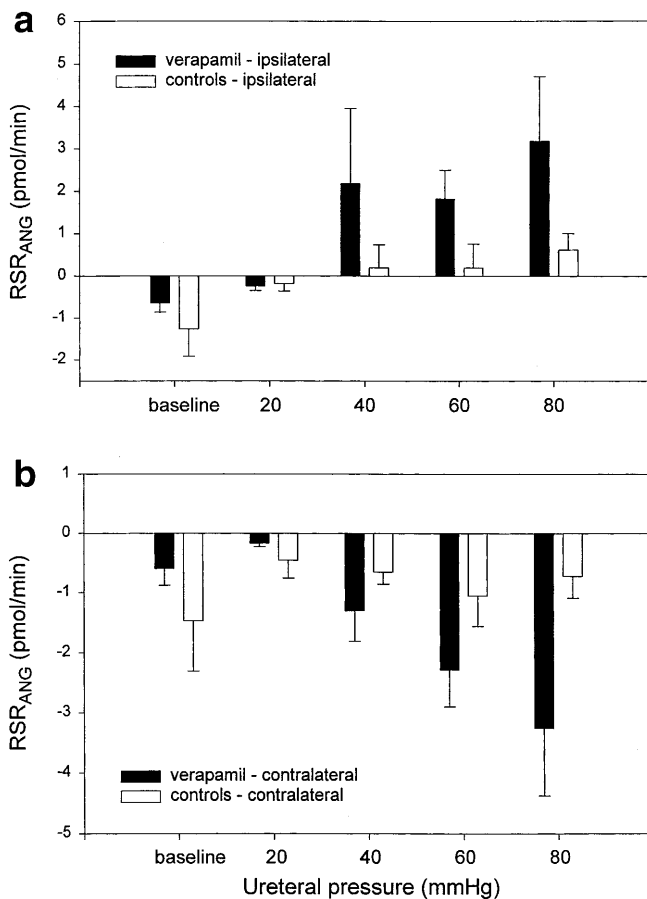 a
6
5
4
3
2
1
0
-1
-2
RSR_ANG (pmol/min)
verapamil - ipsilateral
controls - ipsilateral
baseline 20 40 60 80
b
1
0
-1
-2
-3
-4
-5
RSR_ANG (pmol/min)
verapamil - contralateral
controls - contralateral
baseline 20 40 60 80
Ureteral pressure (mmHg)